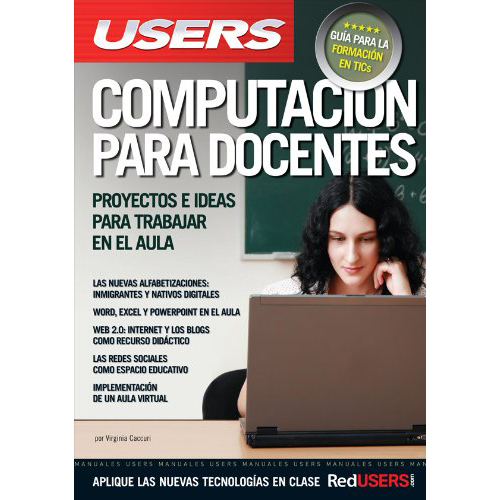 USERS
★★★★★
GUÍA PARA LA
FORMACIÓN
EN TICs
COMPUTACIÓN
PARA DOCENTES
PROYECTOS E IDEAS
PARA TRABAJAR
EN EL AULA
LAS NUEVAS ALFABETIZACIONES:
INMIGRANTES Y NATIVOS DIGITALES
WORD, EXCEL Y POWERPOINT EN EL AULA
WEB 2.0: INTERNET Y LOS BLOGS
COMO RECURSO DIDÁCTICO
LAS REDES SOCIALES
COMO ESPACIO EDUCATIVO
IMPLEMENTACIÓN
DE UN AULA VIRTUAL
por Virginia Caccuri
MANUALES USERS MANUALES USERS MANUALES USERS MANUALES USERS MANUALES USERS
APLIQUE LAS NUEVAS TECNOLOGÍAS EN CLASE RedUSERS.com